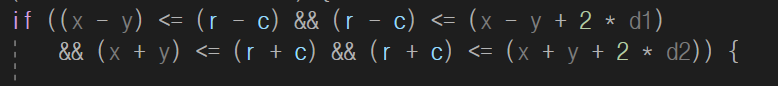 if ((x - y) <= (r - c) && (r - c) <= (x - y + 2 * d1)
&& (x + y) <= (r + c) && (r + c) <= (x + y + 2 * d2)) {